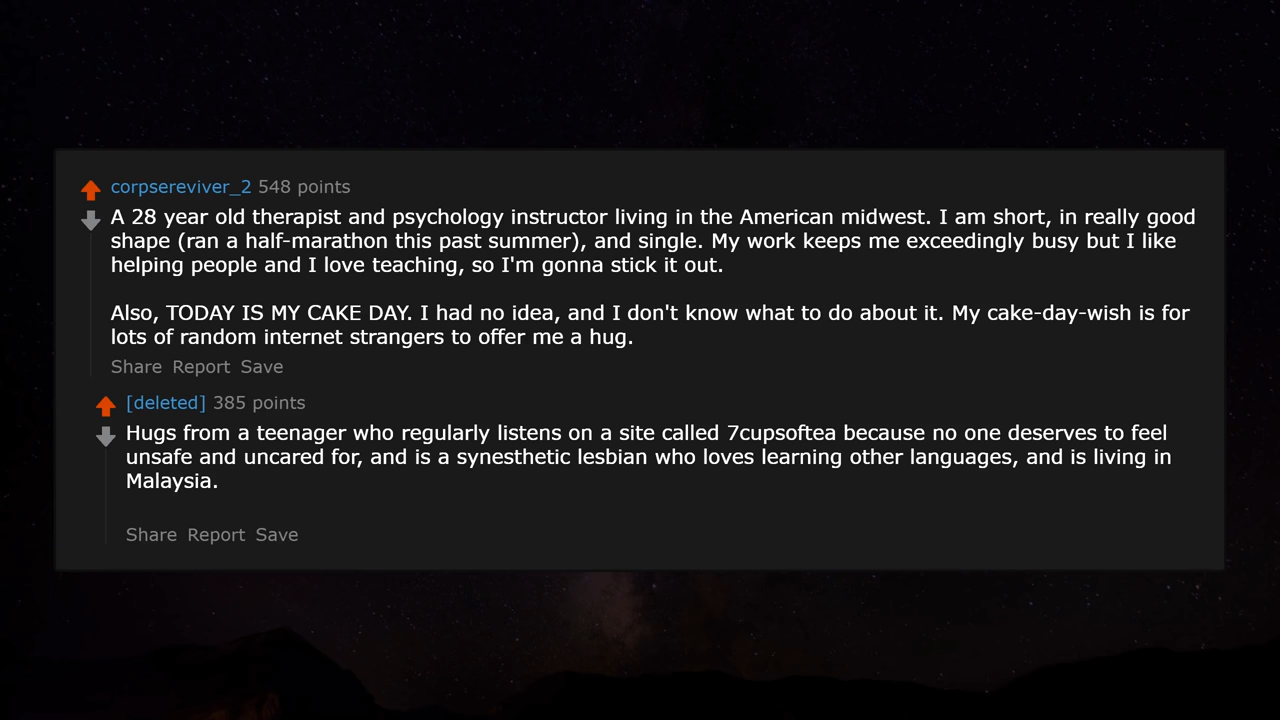 corpsereviver_2 548 points
A 28 year old therapist and psychology instructor living in the American midwest. I am short, in really good
shape (ran a half-marathon this past summer), and single. My work keeps me exceedingly busy but I like
helping people and I love teaching, so I'm gonna stick it out.
Also, TODAY IS MY CAKE DAY. I had no idea, and I don't know what to do about it. My cake-day-wish is for
lots of random internet strangers to offer me a hug.
Share Report Save
[deleted] 385 points
Hugs from a teenager who regularly listens on a site called 7cupsoftea because no one deserves to feel
unsafe and uncared for, and is a synesthetic lesbian who loves learning other languages, and is living in
Malaysia.
Share Report Save